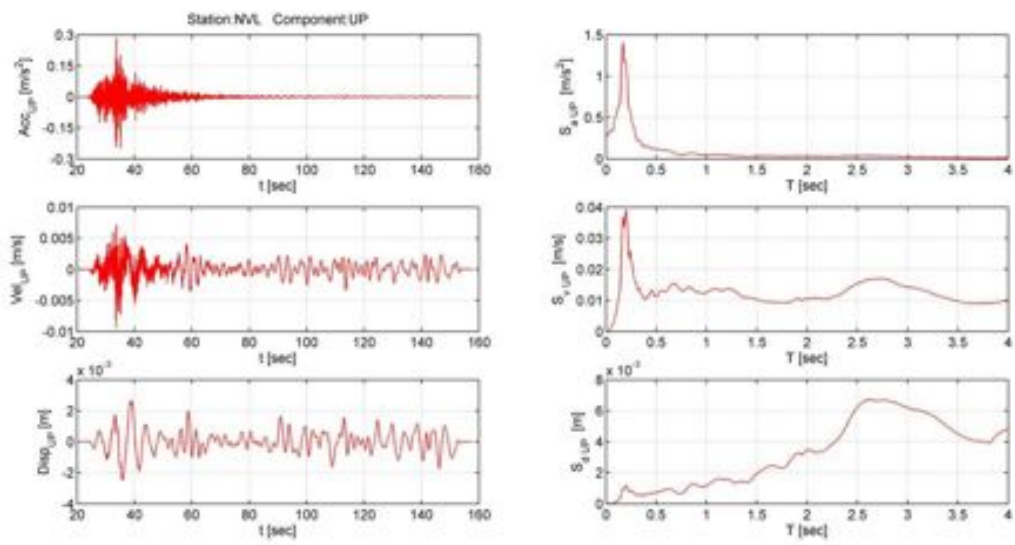 Station:NVL Component:UP
Acc_UP [m/s²]
0.3
0.15
0
-0.15
-0.3
20 40 60 80 100 120 140 160
t [sec]
S_a UP [m/s²]
1.5
1
0.5
0
0 0.5 1 1.5 2 2.5 3 3.5 4
T [sec]
Vel_UP [m/s]
0.01
0.005
0
-0.005
-0.01
20 40 60 80 100 120 140 160
t [sec]
S_v UP [m/s]
0.04
0.03
0.02
0.01
0
0 0.5 1 1.5 2 2.5 3 3.5 4
T [sec]
x 10⁻³
Disp_UP [m]
4
2
0
-2
-4
20 40 60 80 100 120 140 160
t [sec]
x 10⁻³
S_d UP [m]
8
6
4
2
0
0 0.5 1 1.5 2 2.5 3 3.5 4
T [sec]